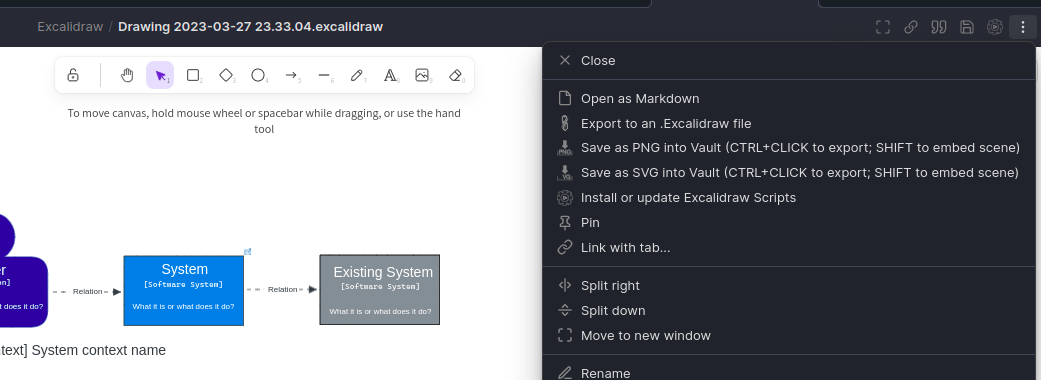 Excalidraw / Drawing 2023-03-27 23.33.04.excalidraw
Close
1 2 3 4 5 6 7 8 9 0
Open as Markdown
To move canvas, hold mouse wheel or spacebar while dragging, or use the hand
tool
Export to an .Excalidraw file
PNG
Save as PNG into Vault (CTRL+CLICK to export; SHIFT to embed scene)
Save as SVG into Vault (CTRL+CLICK to export; SHIFT to embed scene)
Install or update Excalidraw Scripts
Pin
Link with tab...
Split right
Split down
Move to new window
Rename
er
on]
t does it do?
Relation
System
[Software System]
What it is or what does it do?
Relation
Existing System
[Software System]
What it is or what does it do?
text] System context name